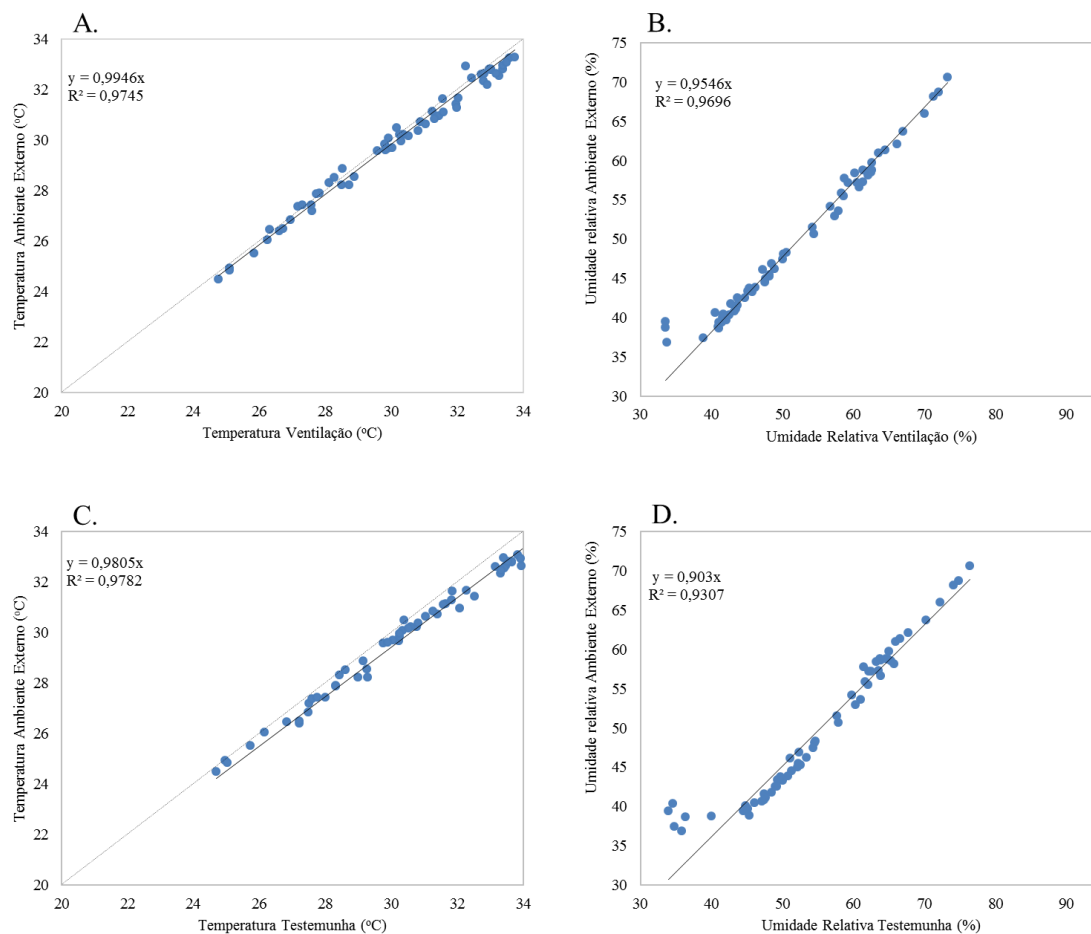 A.
y = 0,9946x
R² = 0,9745
Temperatura Ambiente Externo (ºC)
34
32
30
28
26
24
22
20
20 22 24 26 28 30 32 34
Temperatura Ventilação (ºC)
B.
y = 0,9546x
R² = 0,9696
Umidade relativa Ambiente Externo (%)
75
70
65
60
55
50
45
40
35
30
30 40 50 60 70 80 90
Umidade Relativa Ventilação (%)
C.
y = 0,9805x
R² = 0,9782
Temperatura Ambiente Externo (ºC)
34
32
30
28
26
24
22
20
20 22 24 26 28 30 32 34
Temperatura Testemunha (ºC)
D.
y = 0,903x
R² = 0,9307
Umidade relativa Ambiente Externo (%)
75
70
65
60
55
50
45
40
35
30
30 40 50 60 70 80 90
Umidade Relativa Testemunha (%)